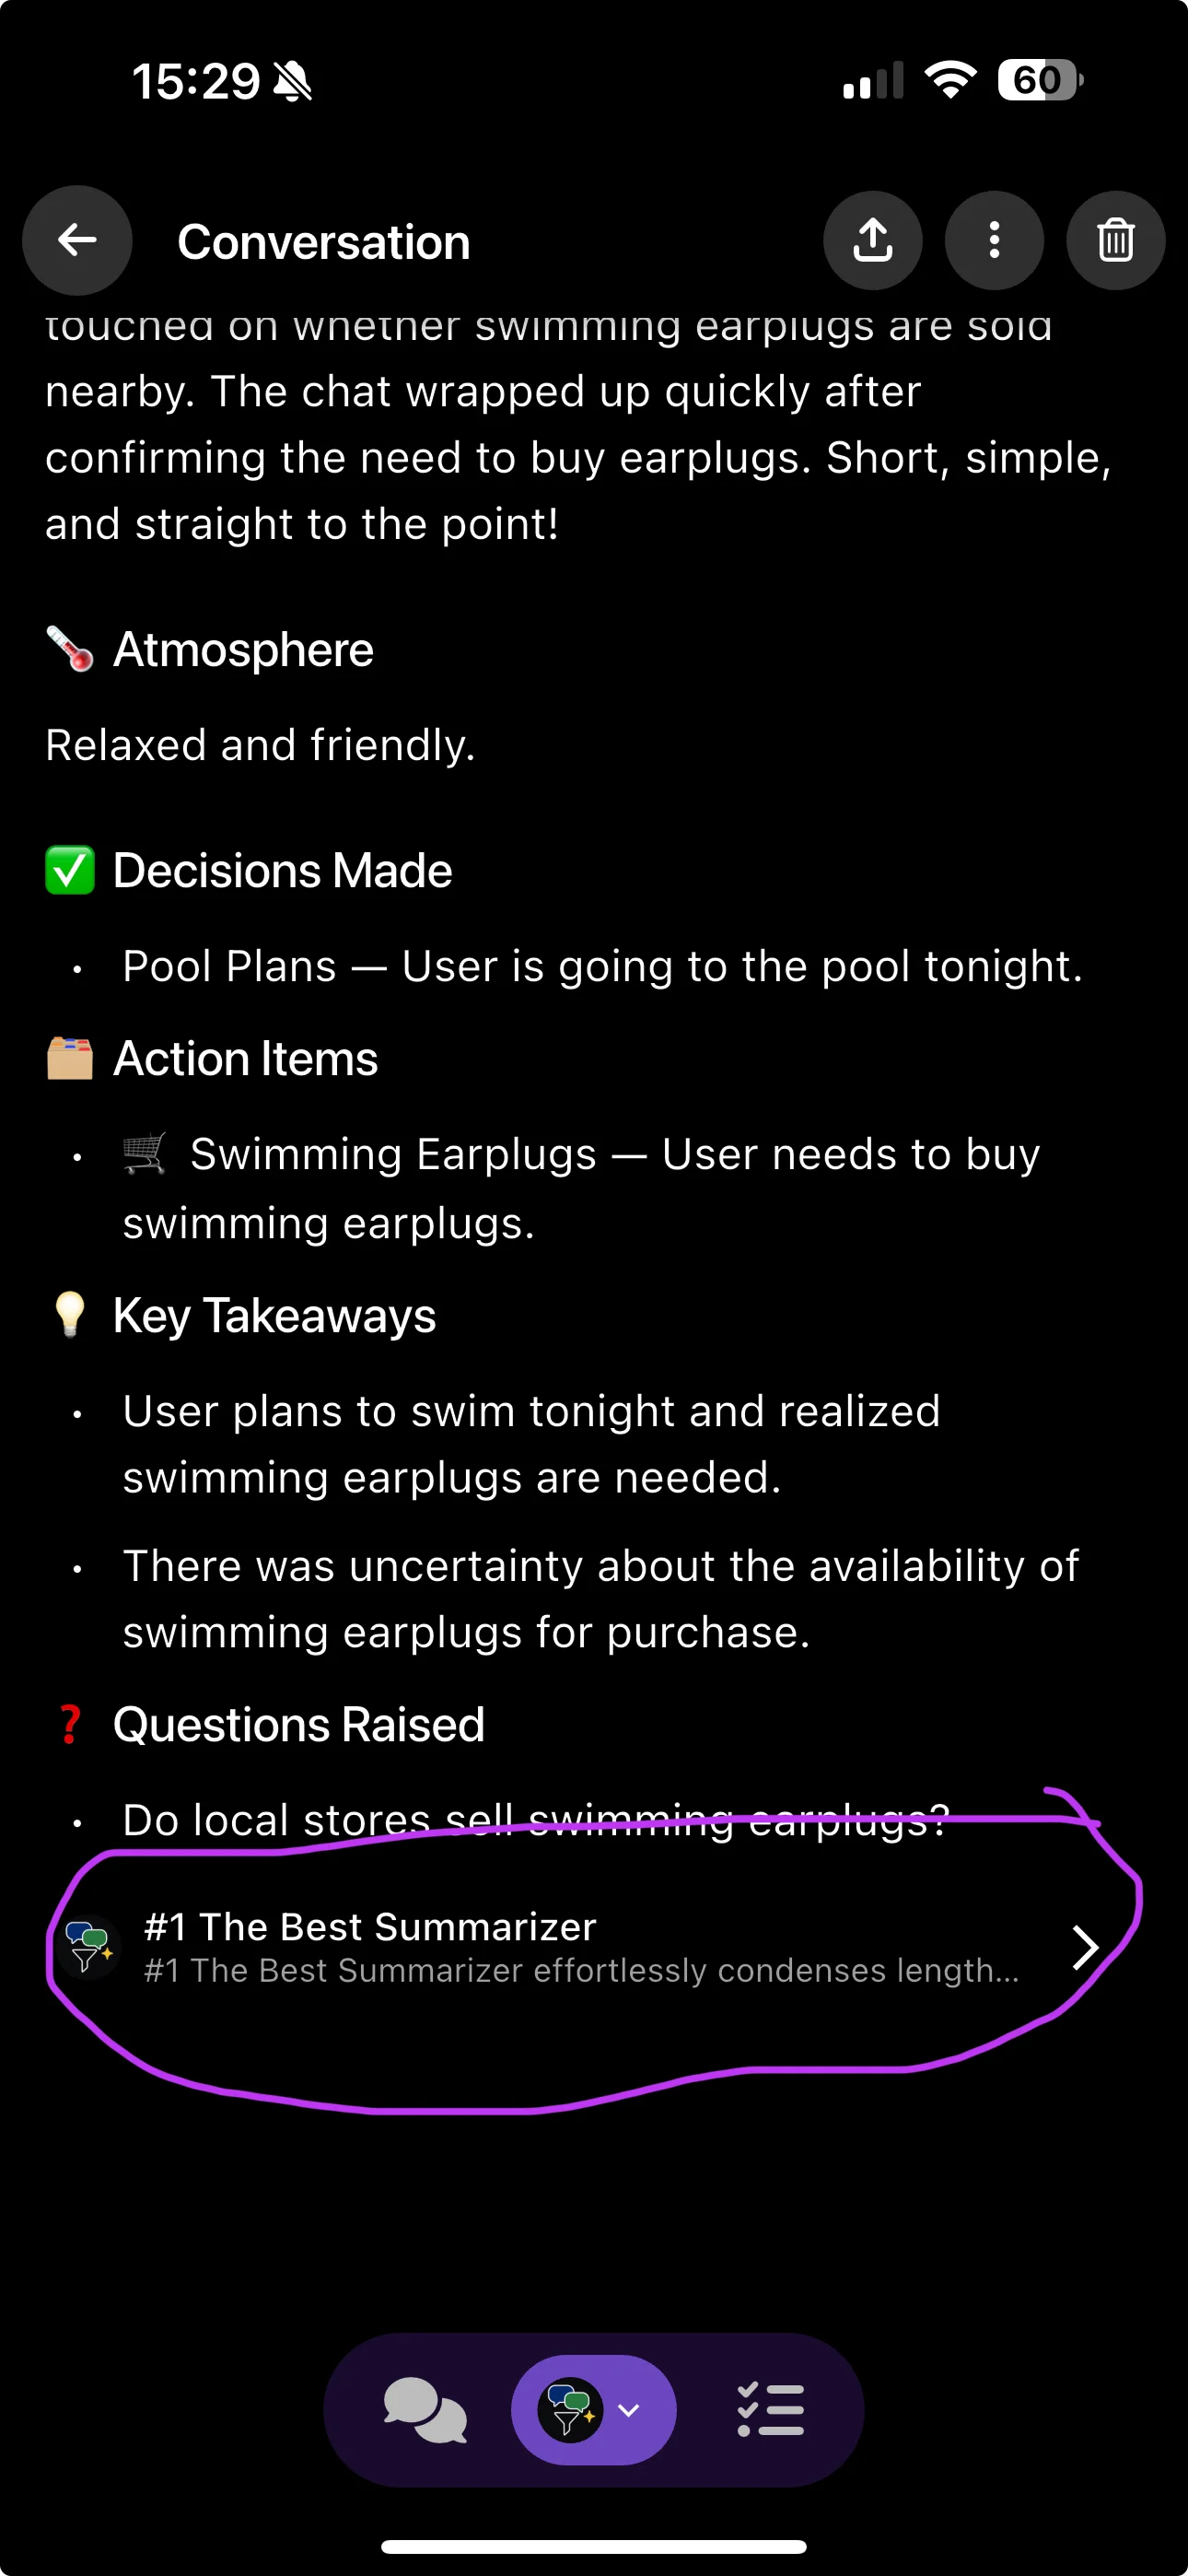 15:29
60
Conversation
touched on whether swimming earplugs are sold
nearby. The chat wrapped up quickly after
confirming the need to buy earplugs. Short, simple,
and straight to the point!
Atmosphere
Relaxed and friendly.
Decisions Made
• Pool Plans — User is going to the pool tonight.
Action Items
• 🛒 Swimming Earplugs — User needs to buy
swimming earplugs.
Key Takeaways
• User plans to swim tonight and realized
swimming earplugs are needed.
• There was uncertainty about the availability of
swimming earplugs for purchase.
❓ Questions Raised
• Do local stores sell swimming earplugs?
#1 The Best Summarizer
#1 The Best Summarizer effortlessly condenses length...